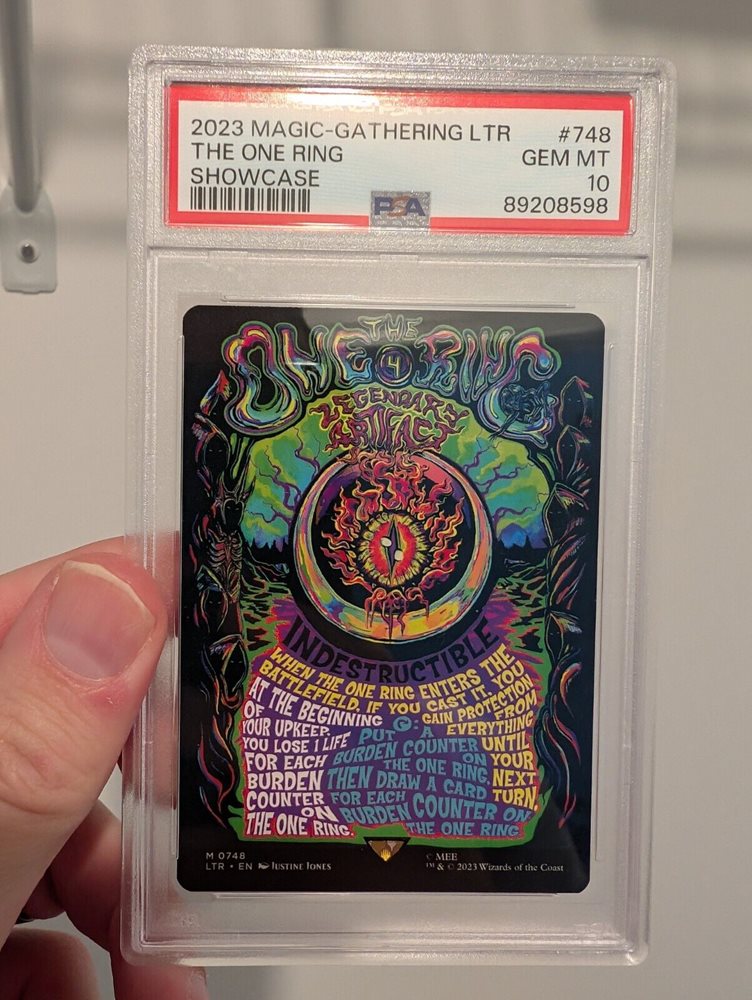 2023 MAGIC-GATHERING LTR #748
THE ONE RING GEM MT
SHOWCASE 10
PSA 89208598
THE
ONE RING
4
LEGENDARY
ARTIFACT
INDESTRUCTIBLE
WHEN THE ONE RING ENTERS THE
BATTLEFIELD, IF YOU CAST IT, YOU
GAIN PROTECTION
FROM
EVERYTHING
UNTIL
YOUR
NEXT
TURN.
AT THE BEGINNING
OF
YOUR UPKEEP,
YOU LOSE 1 LIFE
FOR EACH
BURDEN
COUNTER
ON
THE ONE RING.
: PUT A
BURDEN COUNTER
ON
THE ONE RING,
THEN DRAW A CARD
FOR EACH
BURDEN COUNTER ON
THE ONE RING
M 0748
LTR • EN JUSTINE JONES
© MEE
™ & © 2023 Wizards of the Coast